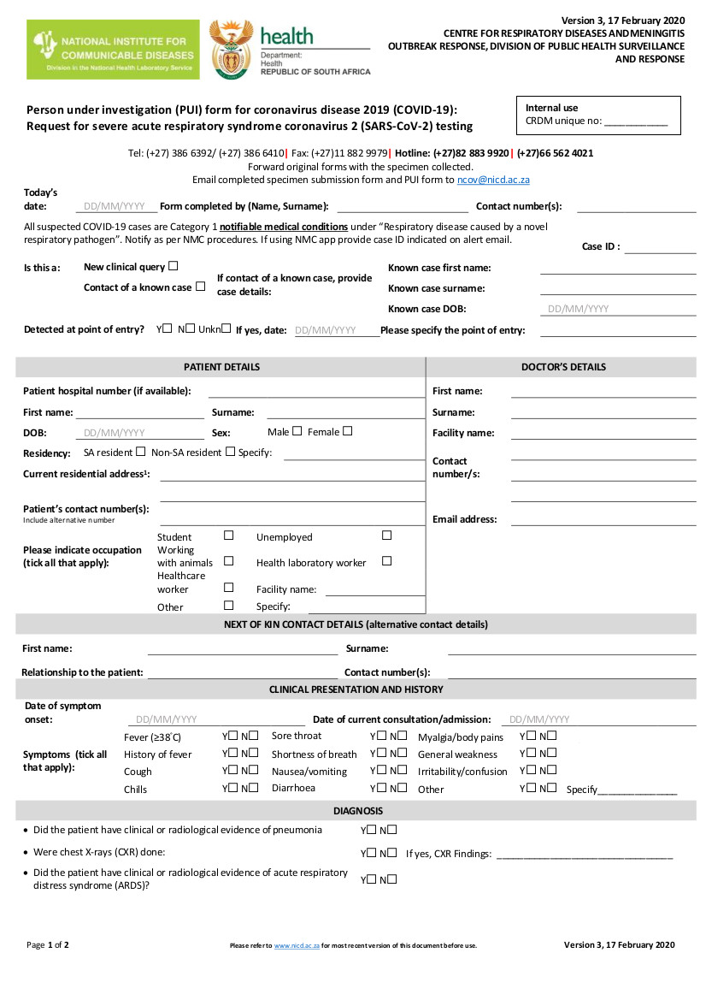 NATIONAL INSTITUTE FOR
COMMUNICABLE DISEASES
Division in the National Health Laboratory Service
health
Department:
Health
REPUBLIC OF SOUTH AFRICA
Version 3, 17 February 2020
CENTRE FOR RESPIRATORY DISEASES AND MENINGITIS
OUTBREAK RESPONSE, DIVISION OF PUBLIC HEALTH SURVEILLANCE
AND RESPONSE
Person under investigation (PUI) form for coronavirus disease 2019 (COVID-19):
Request for severe acute respiratory syndrome coronavirus 2 (SARS-CoV-2) testing
Internal use
CRDM unique no: ____________
Tel: (+27) 386 6392/ (+27) 386 6410| Fax: (+27)11 882 9979| Hotline: (+27)82 883 9920| (+27)66 562 4021
Forward original forms with the specimen collected.
Email completed specimen submission form and PUI form to ncov@nicd.ac.za
Today's
date: DD/MM/YYYY Form completed by (Name, Surname): Contact number(s):
All suspected COVID-19 cases are Category 1 notifiable medical conditions under "Respiratory disease caused by a novel
respiratory pathogen". Notify as per NMC procedures. If using NMC app provide case ID indicated on alert email.
Case ID :
Is this a: New clinical query ☐ Known case first name:
Contact of a known case ☐ If contact of a known case, provide
case details:
Known case surname:
Known case DOB: DD/MM/YYYY
Detected at point of entry? Y☐ N☐ Unkn☐ If yes, date: DD/MM/YYYY Please specify the point of entry:
PATIENT DETAILS DOCTOR'S DETAILS
Patient hospital number (if available): First name:
First name: Surname: Surname:
DOB: DD/MM/YYYY Sex: Male ☐ Female ☐ Facility name:
Residency: SA resident ☐ Non-SA resident ☐ Specify:
Contact
number/s:
Current residential address¹:
Patient's contact number(s):
Include alternative number
Email address:
Please indicate occupation
(tick all that apply):
Student ☐ Unemployed ☐
Working
with animals ☐ Health laboratory worker ☐
Healthcare
worker ☐ Facility name:
Other ☐ Specify:
NEXT OF KIN CONTACT DETAILS (alternative contact details)
First name: Surname:
Relationship to the patient: Contact number(s):
CLINICAL PRESENTATION AND HISTORY
Date of symptom
onset: DD/MM/YYYY Date of current consultation/admission: DD/MM/YYYY
Symptoms (tick all
that apply):
Fever (≥38°C) Y☐ N☐ Sore throat Y☐ N☐ Myalgia/body pains Y☐ N☐
History of fever Y☐ N☐ Shortness of breath Y☐ N☐ General weakness Y☐ N☐
Cough Y☐ N☐ Nausea/vomiting Y☐ N☐ Irritability/confusion Y☐ N☐
Chills Y☐ N☐ Diarrhoea Y☐ N☐ Other Y☐ N☐ Specify_______________
DIAGNOSIS
• Did the patient have clinical or radiological evidence of pneumonia Y☐ N☐
• Were chest X-rays (CXR) done: Y☐ N☐ If yes, CXR Findings: _________________________________
• Did the patient have clinical or radiological evidence of acute respiratory
distress syndrome (ARDS)? Y☐ N☐
Page 1 of 2 Please refer to www.nicd.ac.za for most recent version of this document before use. Version 3, 17 February 2020